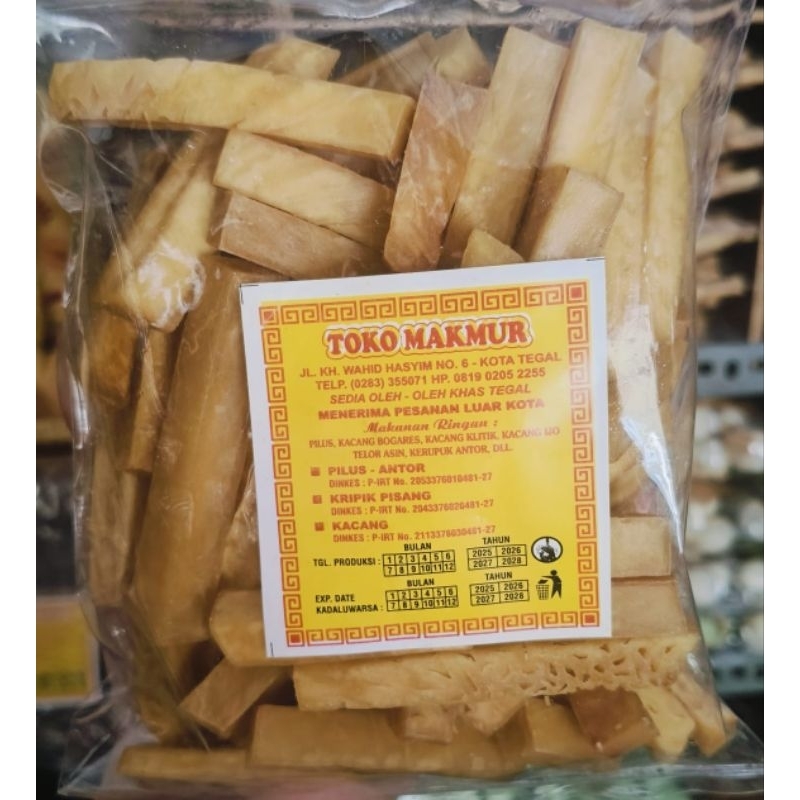 TOKO MAKMUR
JL. KH. WAHID HASYIM NO. 6 - KOTA TEGAL
TELP. (0283) 355071 HP. 0819 0205 2255
SEDIA OLEH - OLEH KHAS TEGAL
MENERIMA PESANAN LUAR KOTA
Makanan Ringan :
PILUS, KACANG BOGARES, KACANG KLITIK, KACANG IJO
TELOR ASIN, KERUPUK ANTOR, DLL.
PILUS - ANTOR
DINKES : P-IRT No. 2053376010481-27
KRIPIK PISANG
DINKES : P-IRT No. 2043376020481-27
KACANG
DINKES : P-IRT No. 2113376030481-27
BULAN TAHUN
TGL. PRODUKSI : 1 2 3 4 5 6 2025 2026
7 8 9 10 11 12 2027 2028
BULAN TAHUN
EXP. DATE 1 2 3 4 5 6 2025 2026
KADALUWARSA : 7 8 9 10 11 12 2027 2028